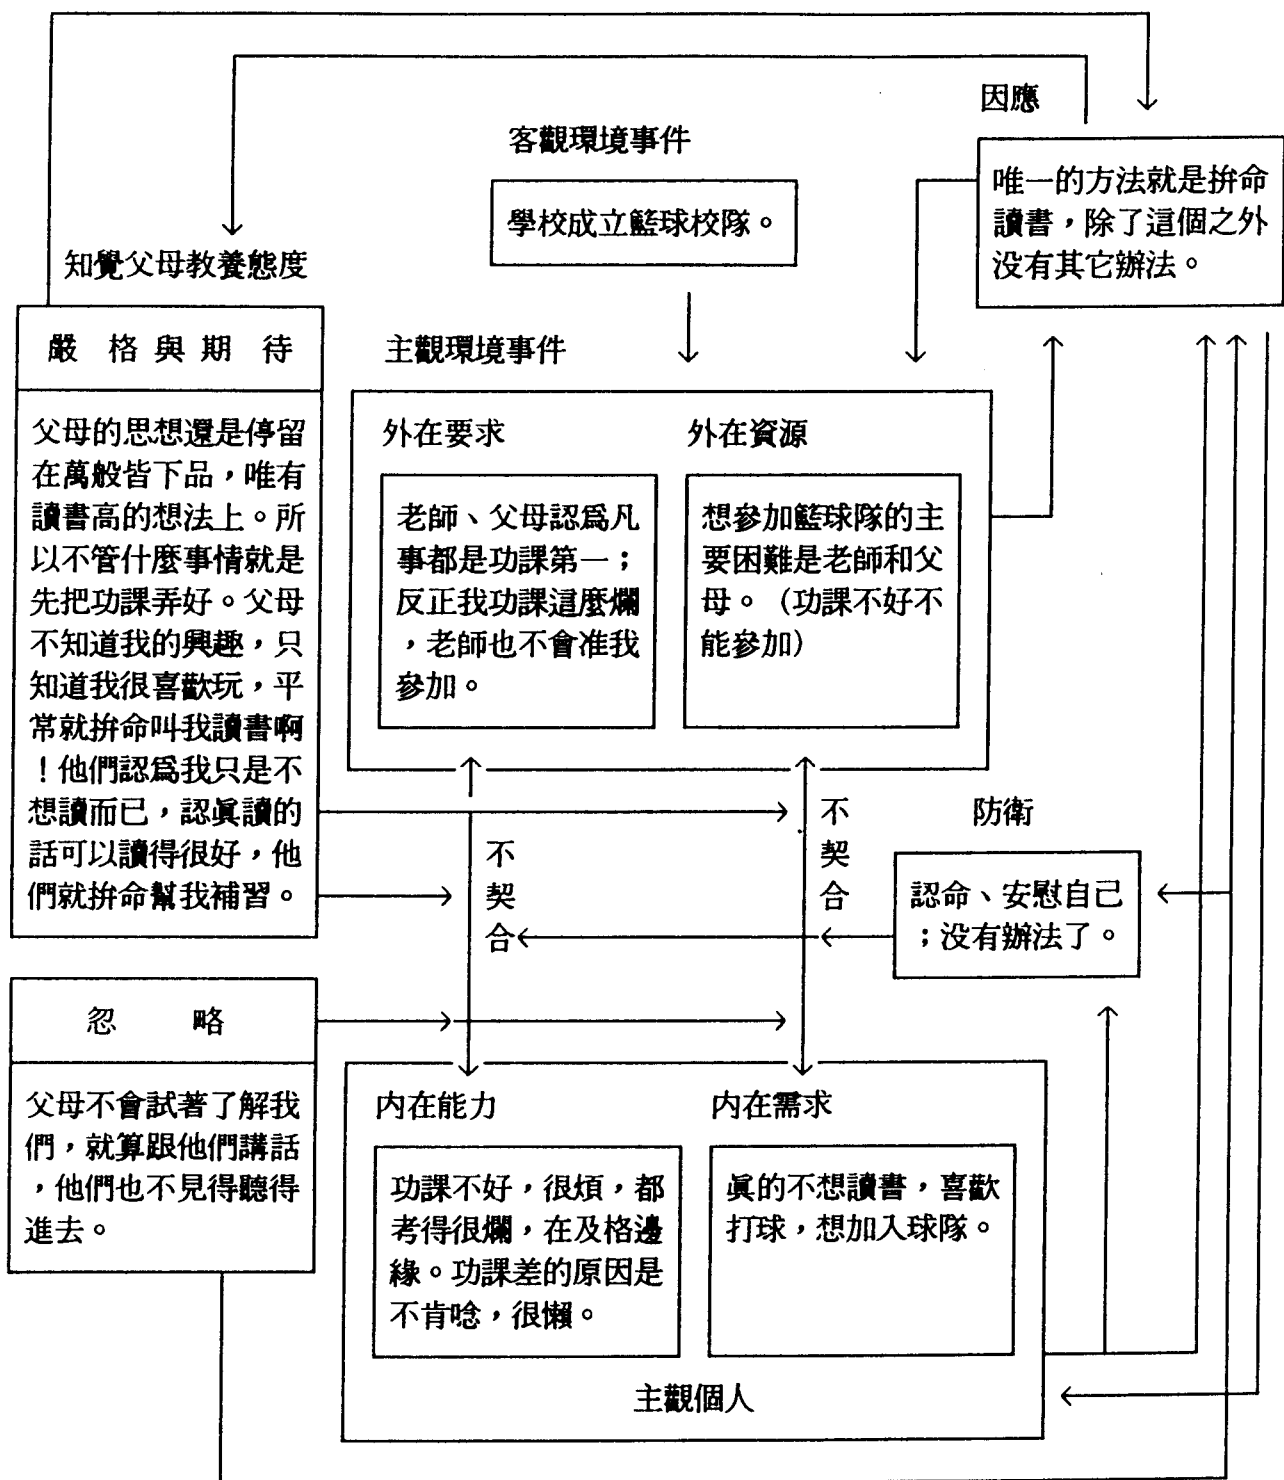 因應
客觀環境事件
唯一的方法就是拚命
讀書，除了這個之外
没有其它辦法。
學校成立籃球校隊。
知覺父母教養態度
嚴格與期待
父母的思想還是停留
在萬般皆下品，唯有
讀書高的想法上。所
以不管什麼事情就是
先把功課弄好。父母
不知道我的興趣，只
知道我很喜歡玩，平
常就拚命叫我讀書啊
！他們認爲我只是不
想讀而已，認眞讀的
話可以讀得很好，他
們就拚命幫我補習。
主觀環境事件
外在要求
老師、父母認爲凡
事都是功課第一；
反正我功課這麼爛
，老師也不會准我
參加。
外在資源
想參加籃球隊的主
要困難是老師和父
母。（功課不好不
能參加）
不契合
不契合
防衛
認命、安慰自己
；没有辦法了。
忽略
父母不會試著了解我
們，就算跟他們講話
，他們也不見得聽得
進去。
内在能力
功課不好，很煩，都
考得很爛，在及格邊
緣。功課差的原因是
不肯唸，很懶。
内在需求
眞的不想讀書，喜歡
打球，想加入球隊。
主觀個人